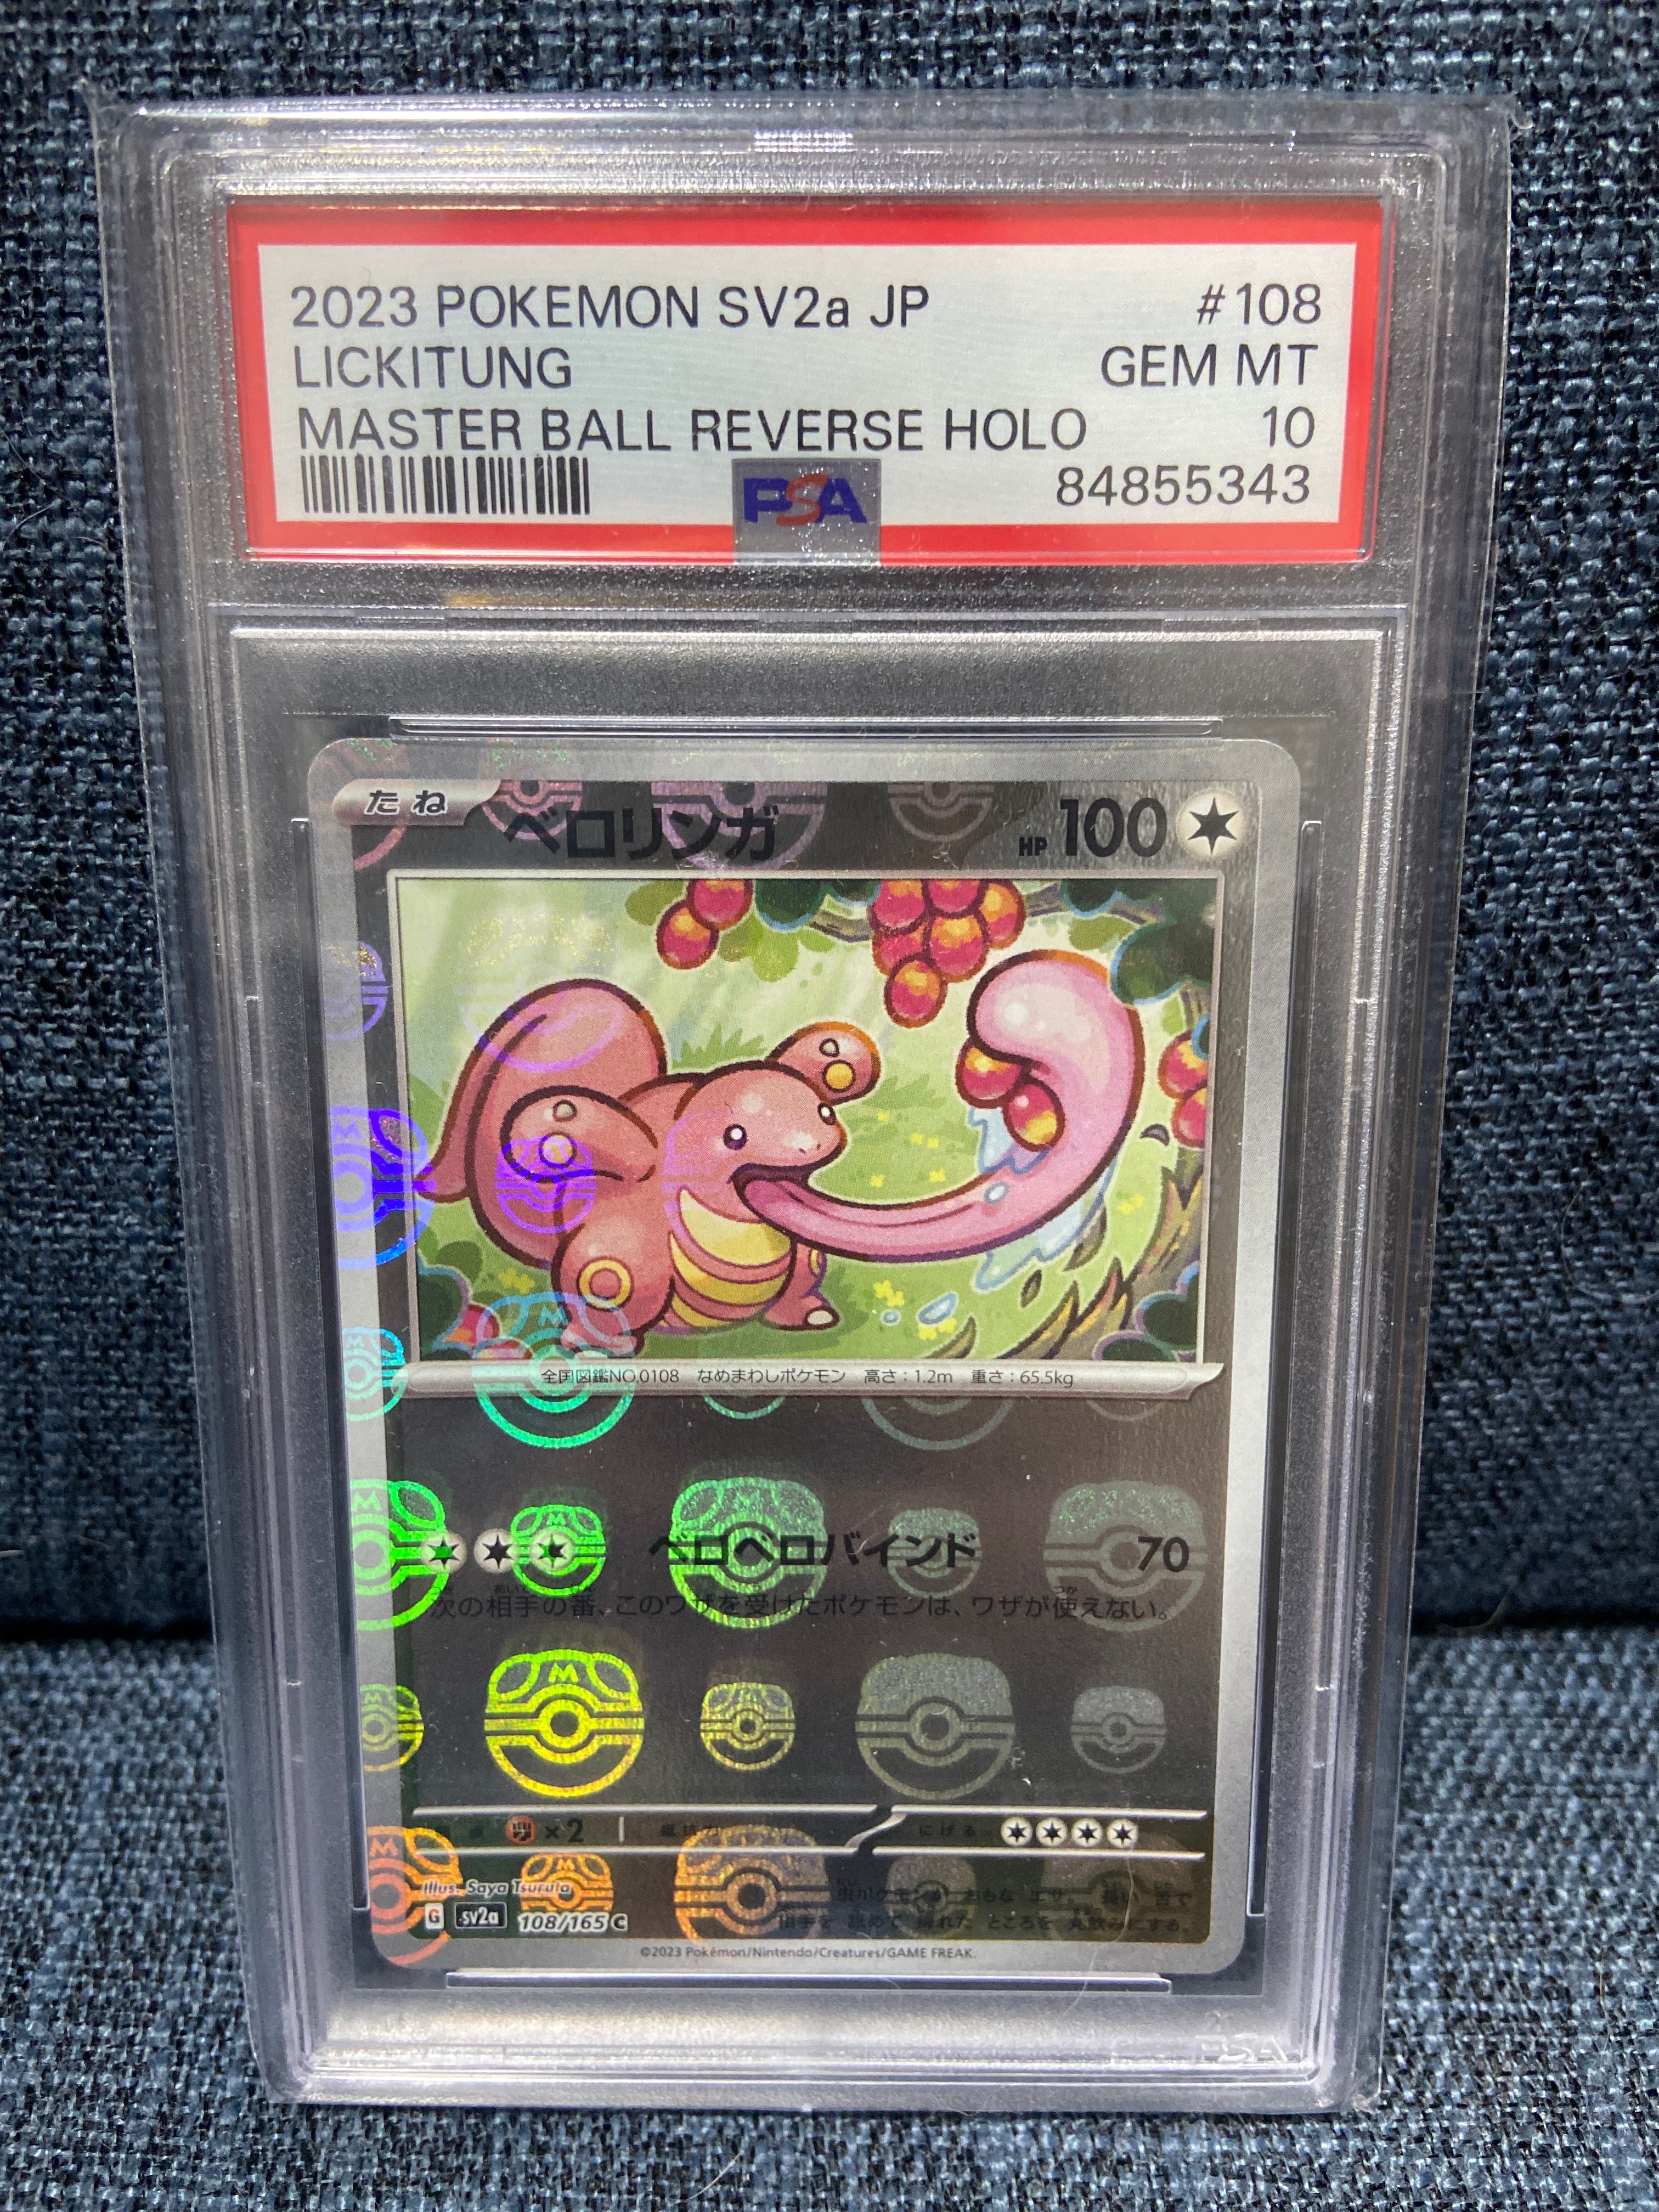 2023 POKEMON SV2a JP #108
LICKITUNG GEM MT
MASTER BALL REVERSE HOLO 10
PSA 84855343
たね ベロリンガ HP 100
全国図鑑NO.0108 なめまわしポケモン 高さ:1.2m 重さ:65.5kg
ベロベロバインド 70
次の相手の番、このワザを受けたポケモンは、ワザが使えない。
×2 抵抗力 にげる
Illus. Saya Tsuruta
G sv2a 108/165 C
©2023 Pokémon/Nintendo/Creatures/GAME FREAK.
PSA